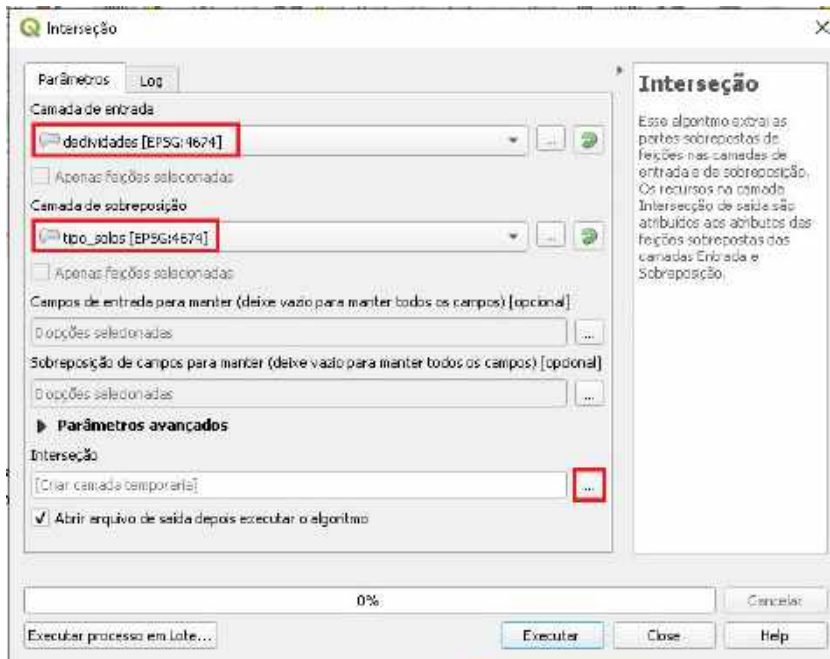 Interseção
Parâmetros
Log
Camada de entrada
dedividades [EPSG:4674]
...
Apenas feições selecionadas
Camada de sobreposição
tipo_solos [EPSG:4674]
...
Apenas feições selecionadas
Campos de entrada para manter (deixe vazio para manter todos os campos) [opcional]
0 opções selecionadas
...
Sobreposição de campos para manter (deixe vazio para manter todos os campos) [opcional]
0 opções selecionadas
...
Parâmetros avançados
Interseção
[Criar camada temporaria]
...
Abrir arquivo de saída depois executar o algoritmo
0%
Cancelar
Executar processo em Lote...
Executar
Close
Help
Interseção
Esse algoritmo extrai as
partes sobrepostas de
feições nas camadas de
entrada e de sobreposição.
Os recursos na camada
Intersecção de saída são
atribuídos aos atributos das
feições sobrepostas das
camadas Entrada e
Sobreposição.